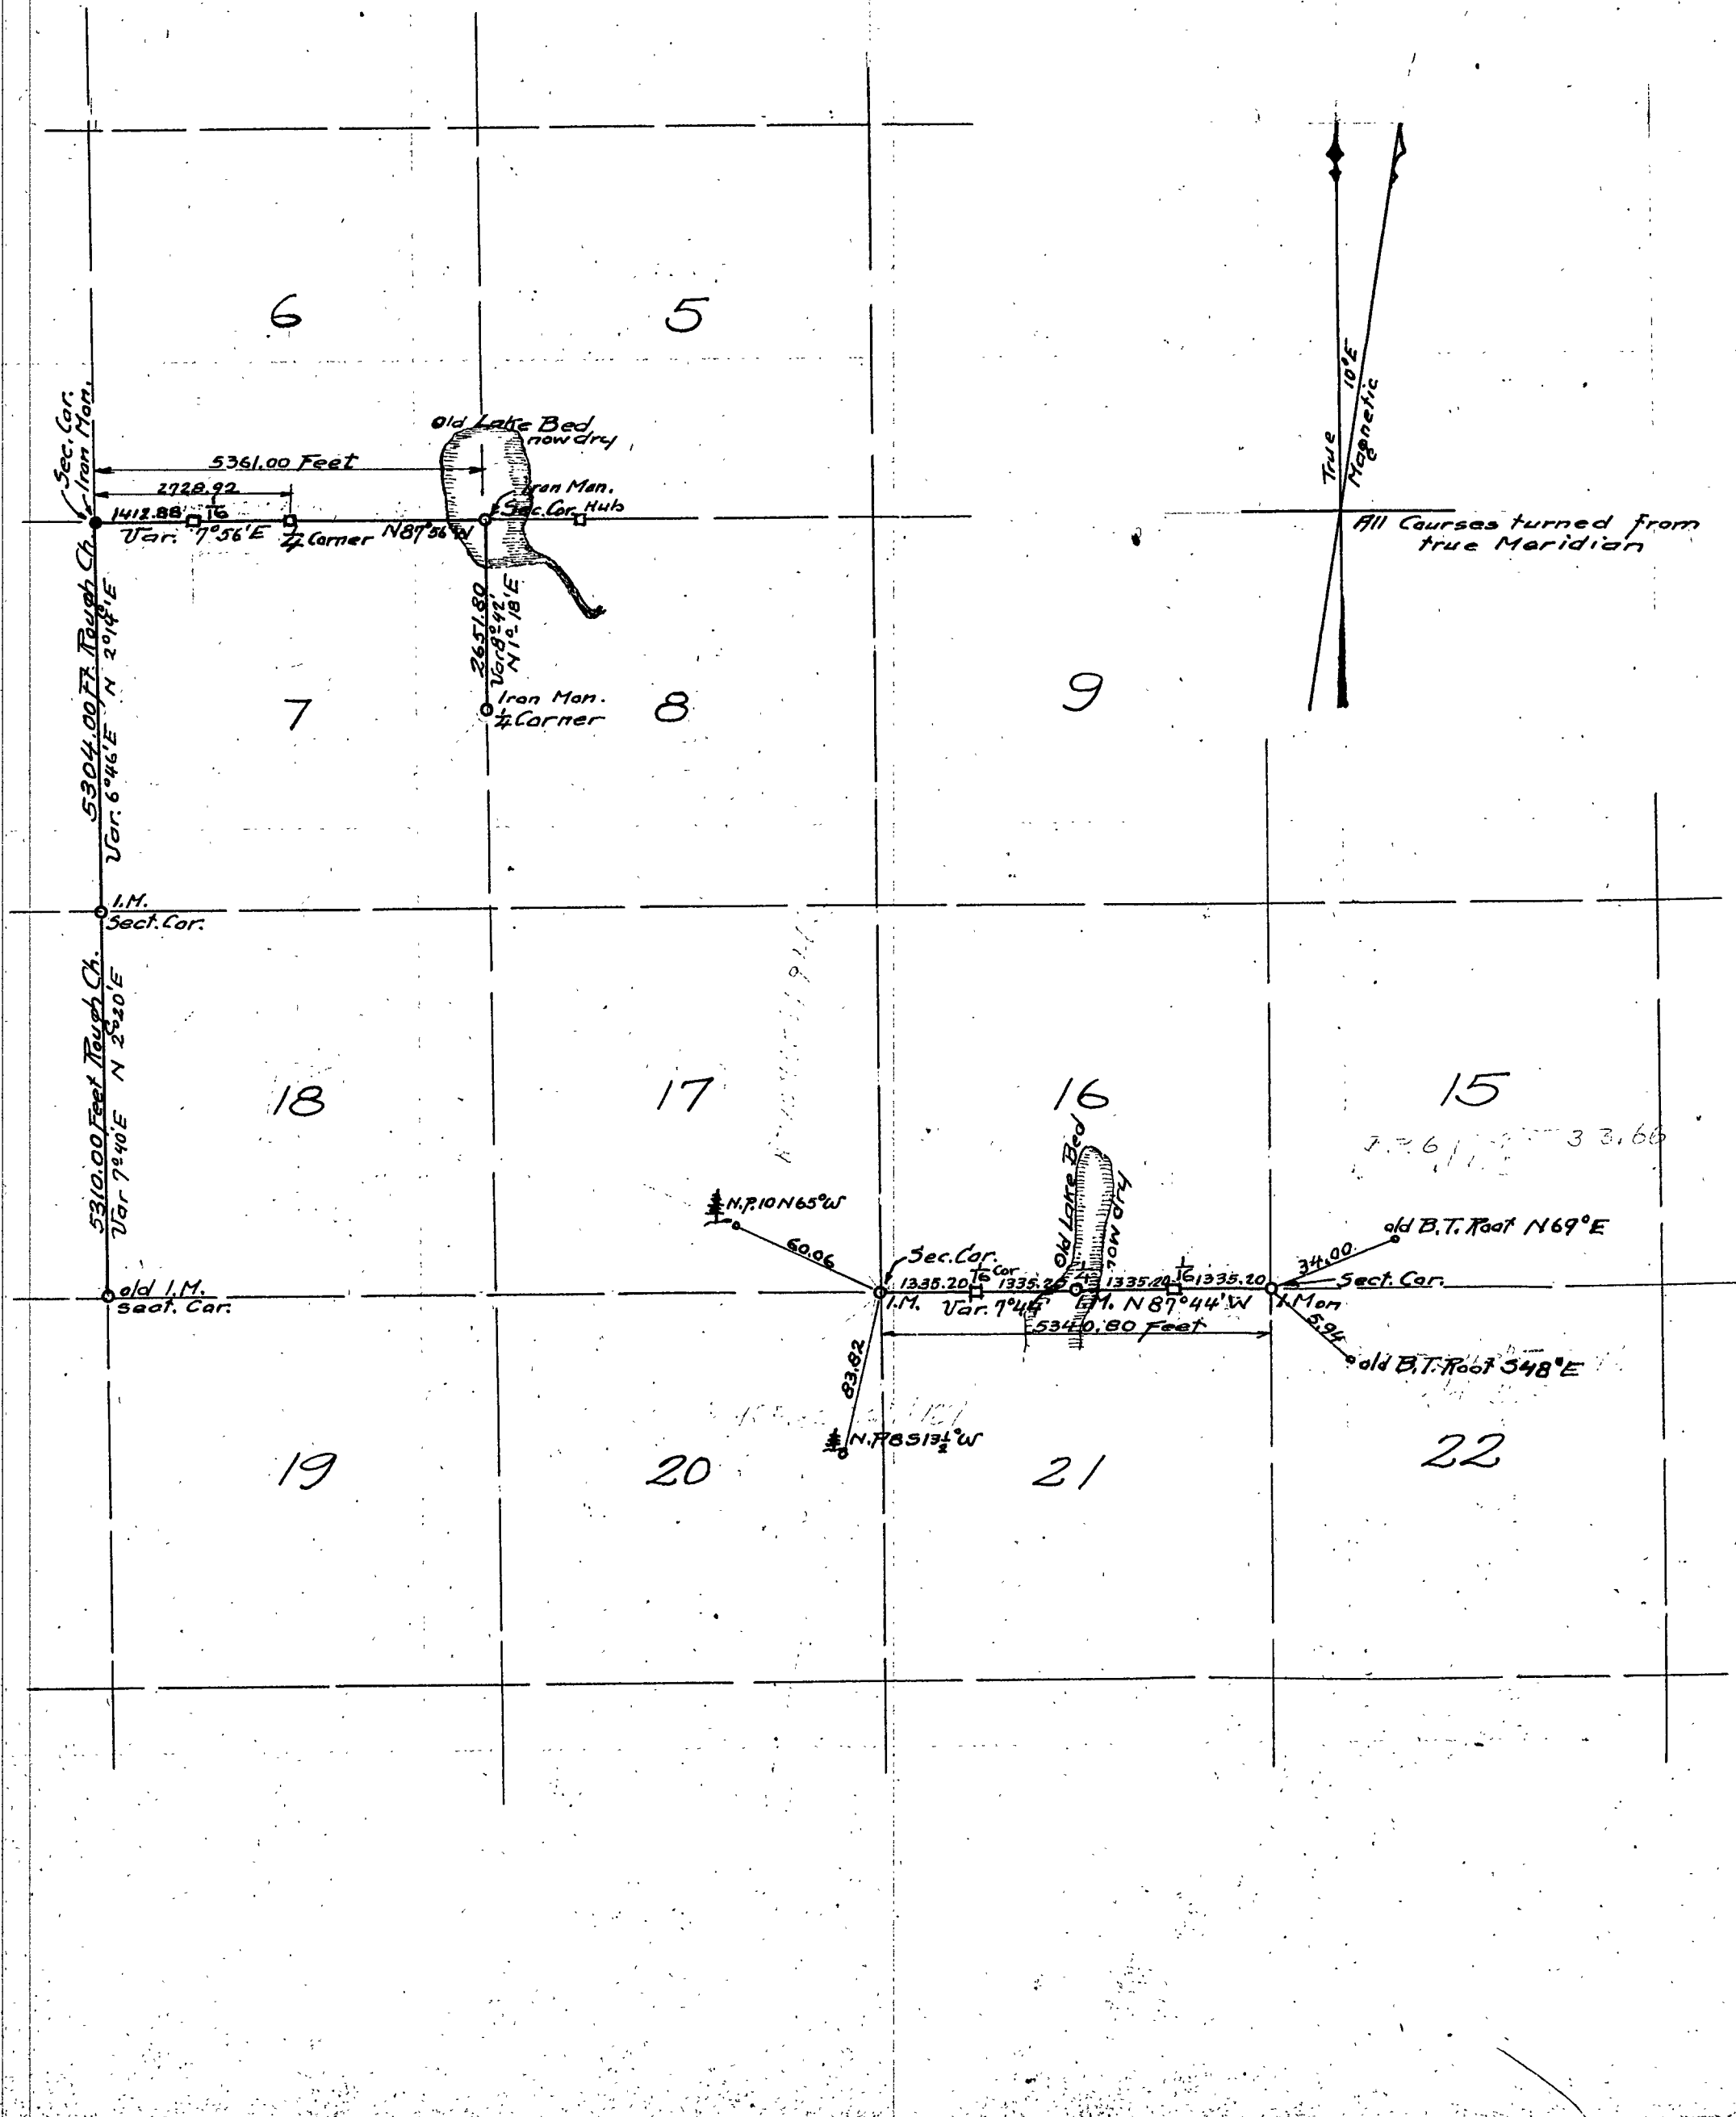 6
5
Sec. Cor.
Iron Mon.
Old Lake Bed
now dry
5361.00 Feet
2728.92
1412.88
1/16
Var. 7°56'E
1/4 Corner
N87°56'W
Iron Mon.
Sec. Cor.
Hub
True
10°E
Magnetic
All Courses turned from
true Meridian
5304.00 Ft. Rough Ch.
Var. 6°46'E N 2°14'E
2651.80
Var 8°42'
N 1°18'E
Iron Mon.
1/4 Corner
7
8
9
I.M.
Sect. Cor.
5310.00 Feet Rough Ch.
Var 7°40'E N 2°20'E
18
17
16
15
33.66
Old Lake Bed
now dry
N.P. 10 N65°W
60.06
old B.T. Root N69°E
34.00
Sec. Cor.
1335.20
1/16 Cor
1335.20
1/4
1335.20
1/16
1335.20
Sect. Cor.
I.M.
Var. 7°44'
I.M.
N 87°44'W
I. Mon
5340.80 Feet
5.94
old B.T. Root S48°E
old I.M.
sect. Cor.
83.82
N.P. 8 S13½°W
19
20
21
22